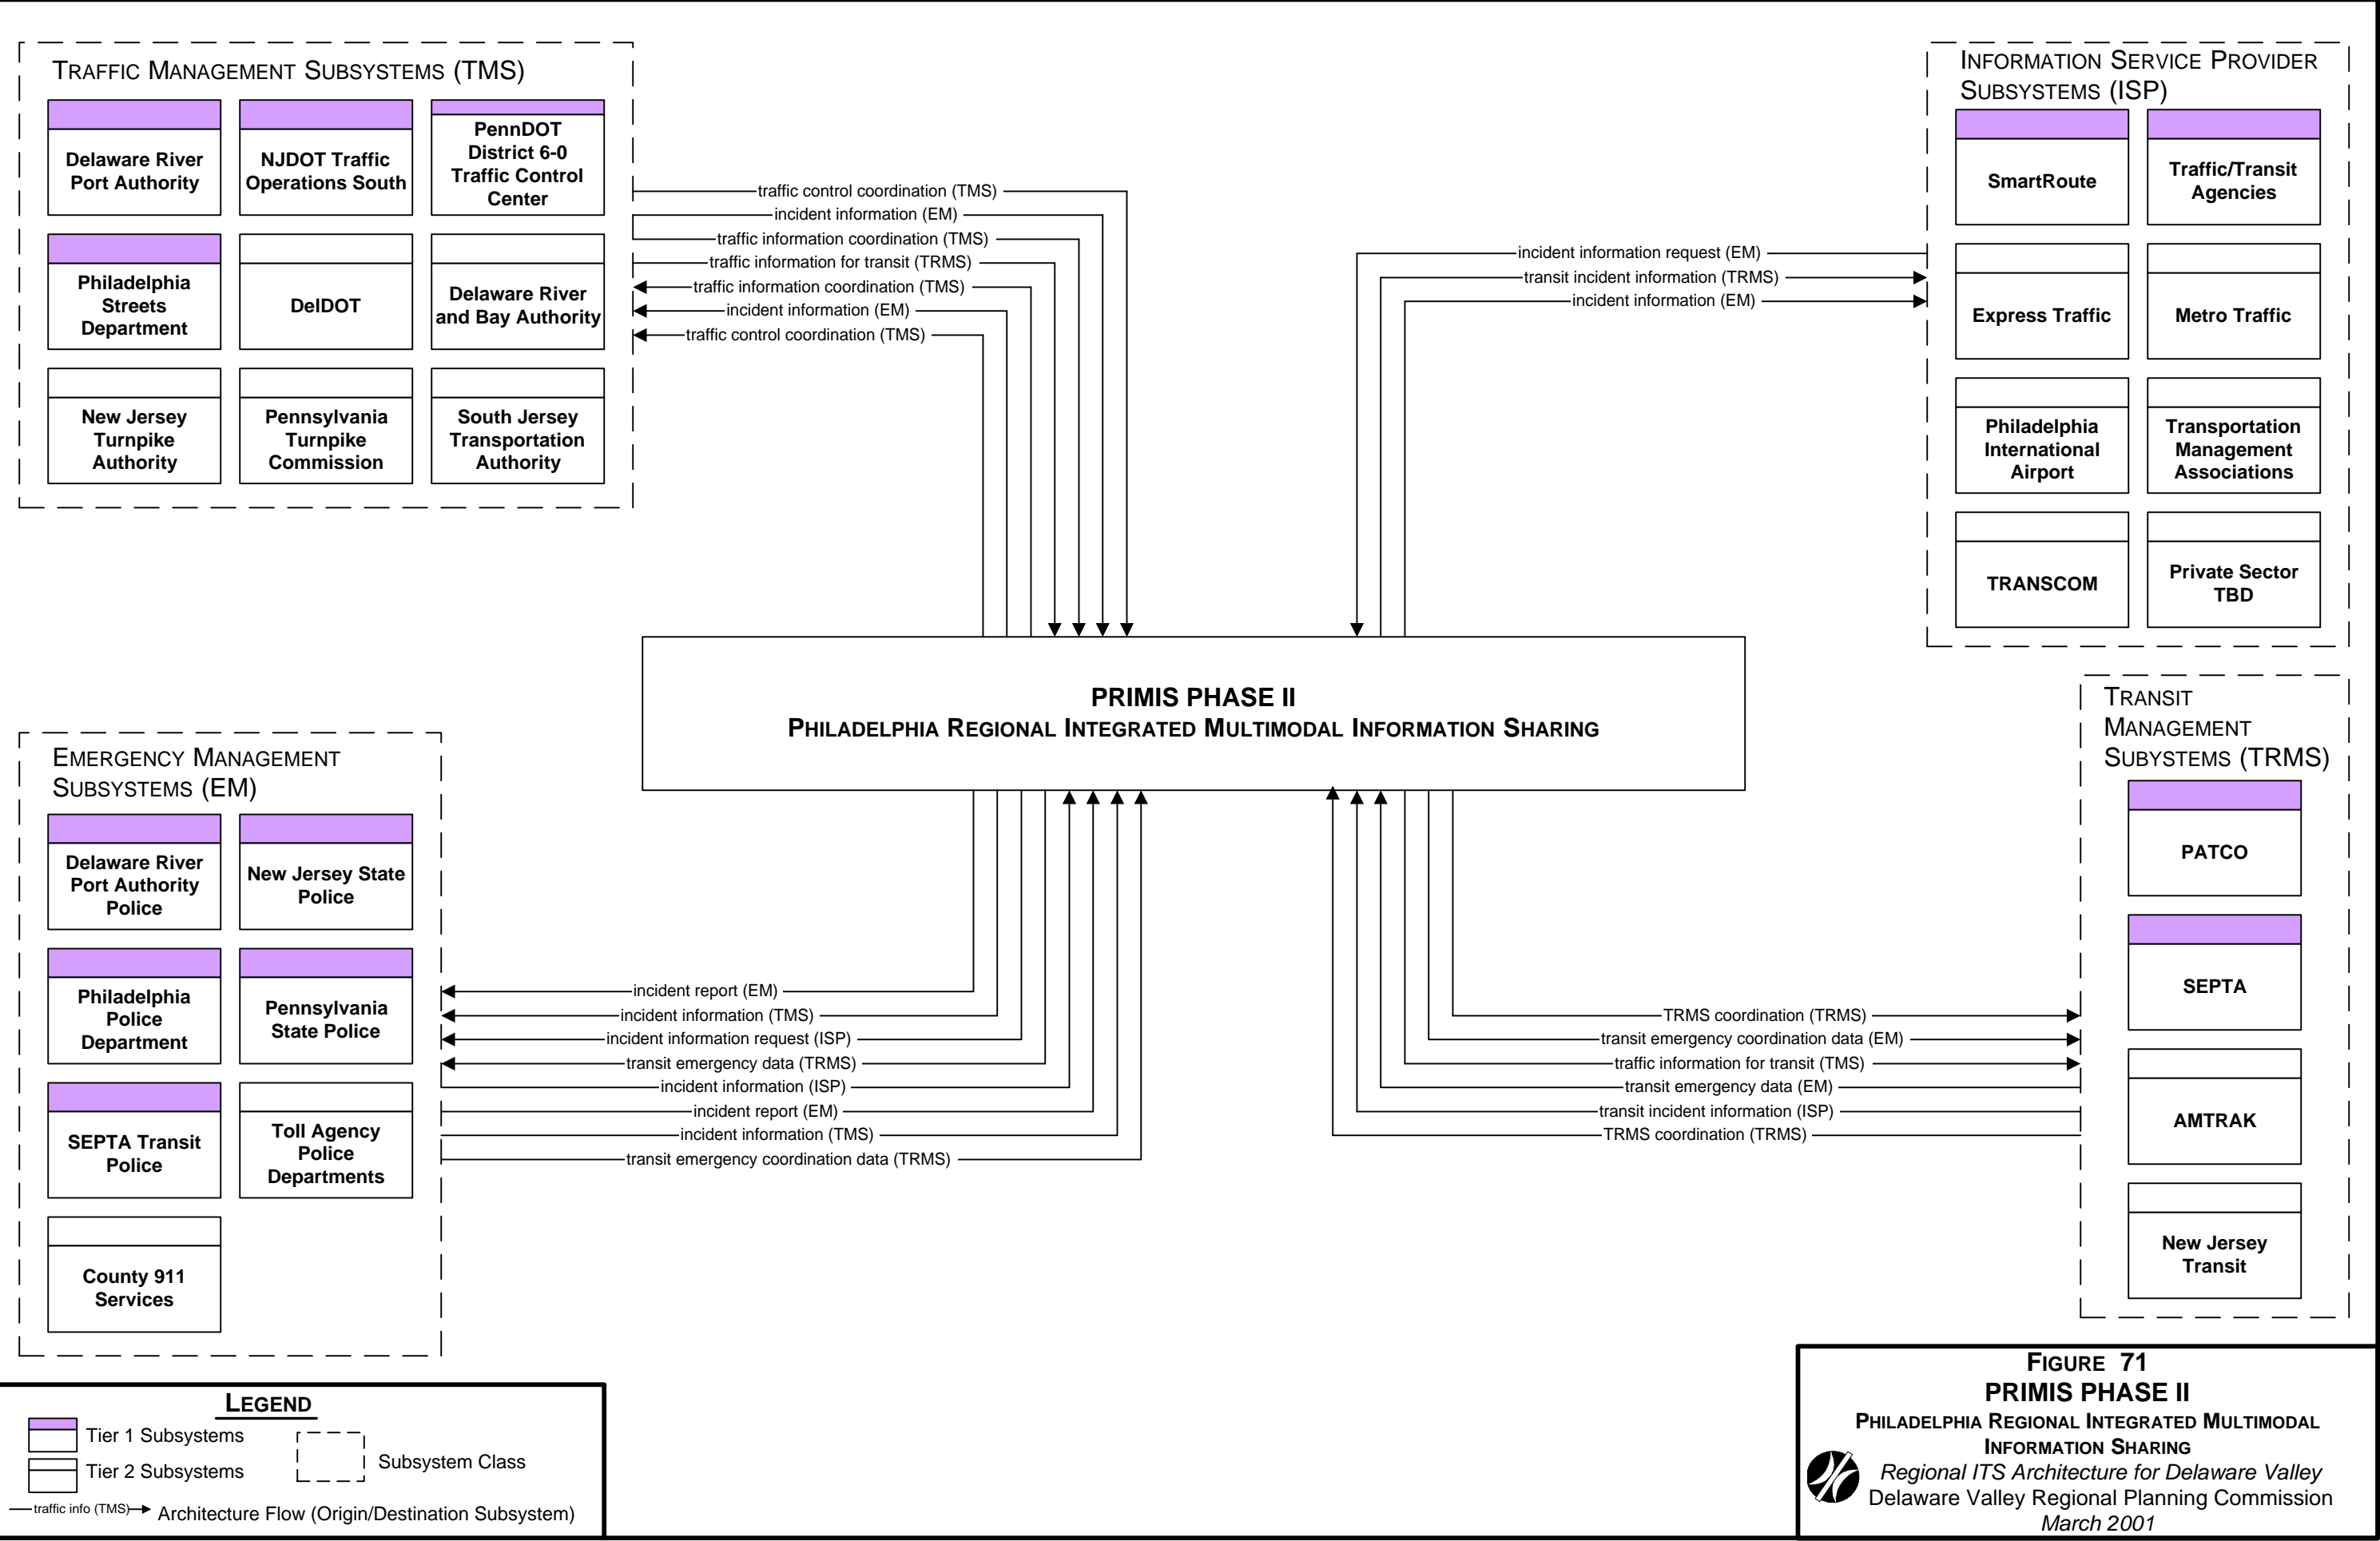 TRAFFIC MANAGEMENT SUBSYSTEMS (TMS)
Delaware River
Port Authority
NJDOT Traffic
Operations South
PennDOT
District 6-0
Traffic Control
Center
Philadelphia
Streets
Department
DelDOT
Delaware River
and Bay Authority
New Jersey
Turnpike
Authority
Pennsylvania
Turnpike
Commission
South Jersey
Transportation
Authority
traffic control coordination (TMS)
incident information (EM)
traffic information coordination (TMS)
traffic information for transit (TRMS)
traffic information coordination (TMS)
incident information (EM)
traffic control coordination (TMS)
incident information request (EM)
transit incident information (TRMS)
incident information (EM)
INFORMATION SERVICE PROVIDER
SUBSYSTEMS (ISP)
SmartRoute
Traffic/Transit
Agencies
Express Traffic
Metro Traffic
Philadelphia
International
Airport
Transportation
Management
Associations
TRANSCOM
Private Sector
TBD
PRIMIS PHASE II
PHILADELPHIA REGIONAL INTEGRATED MULTIMODAL INFORMATION SHARING
EMERGENCY MANAGEMENT
SUBSYSTEMS (EM)
Delaware River
Port Authority
Police
New Jersey State
Police
Philadelphia
Police
Department
Pennsylvania
State Police
SEPTA Transit
Police
Toll Agency
Police
Departments
County 911
Services
incident report (EM)
incident information (TMS)
incident information request (ISP)
transit emergency data (TRMS)
incident information (ISP)
incident report (EM)
incident information (TMS)
transit emergency coordination data (TRMS)
TRMS coordination (TRMS)
transit emergency coordination data (EM)
traffic information for transit (TMS)
transit emergency data (EM)
transit incident information (ISP)
TRMS coordination (TRMS)
TRANSIT
MANAGEMENT
SUBYSTEMS (TRMS)
PATCO
SEPTA
AMTRAK
New Jersey
Transit
LEGEND
Tier 1 Subsystems
Tier 2 Subsystems
Subsystem Class
traffic info (TMS)
Architecture Flow (Origin/Destination Subsystem)
FIGURE 71
PRIMIS PHASE II
PHILADELPHIA REGIONAL INTEGRATED MULTIMODAL
INFORMATION SHARING
Regional ITS Architecture for Delaware Valley
Delaware Valley Regional Planning Commission
March 2001